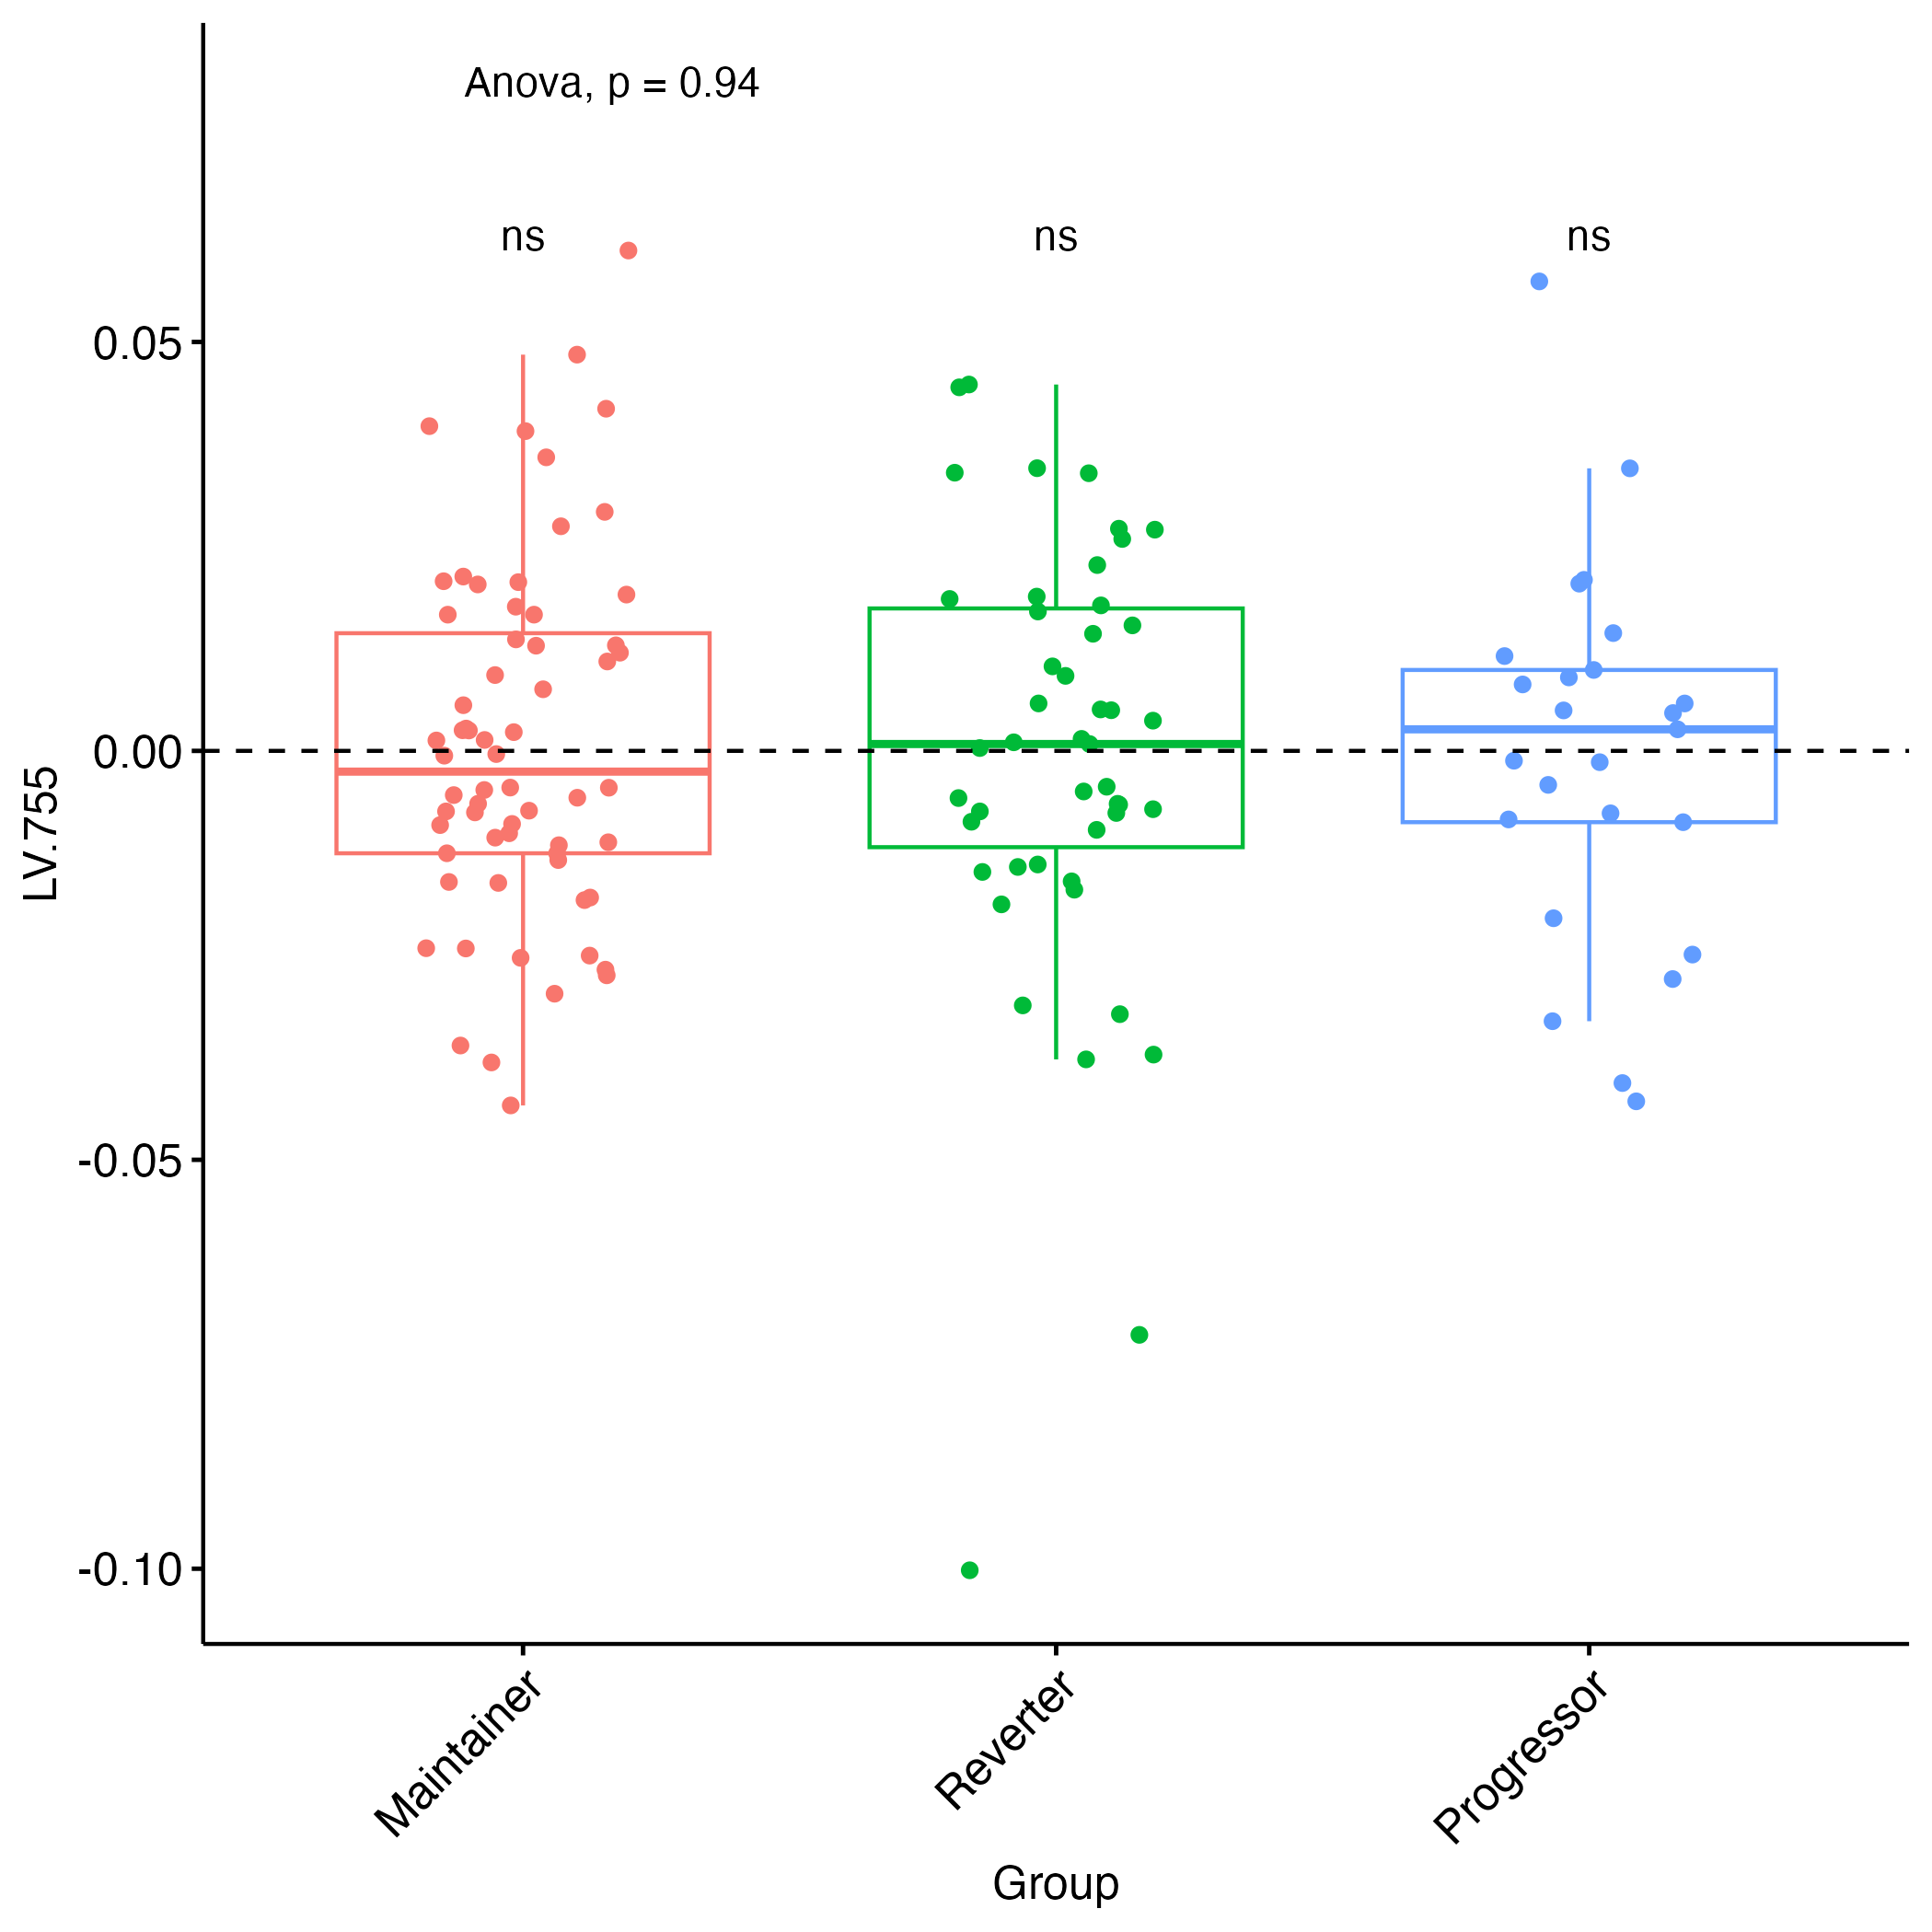 Anova, p = 0.94
ns ns ns
0.05
0.00
-0.05
-0.10
LV.755
Maintainer Reverter Progressor
Group